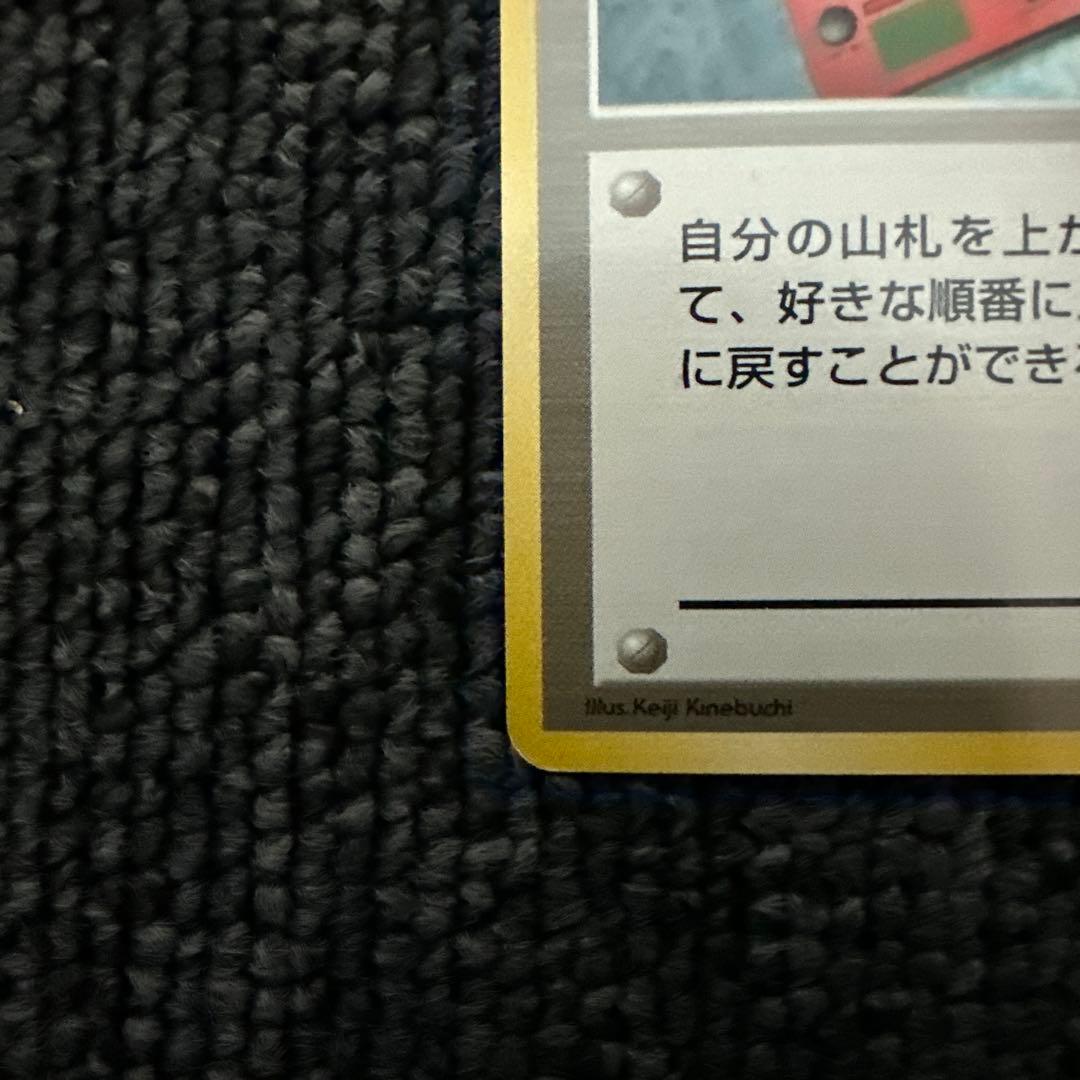 自分の山札を上か
て、好きな順番に
に戻すことができ
Illus. Keiji Kinebuchi